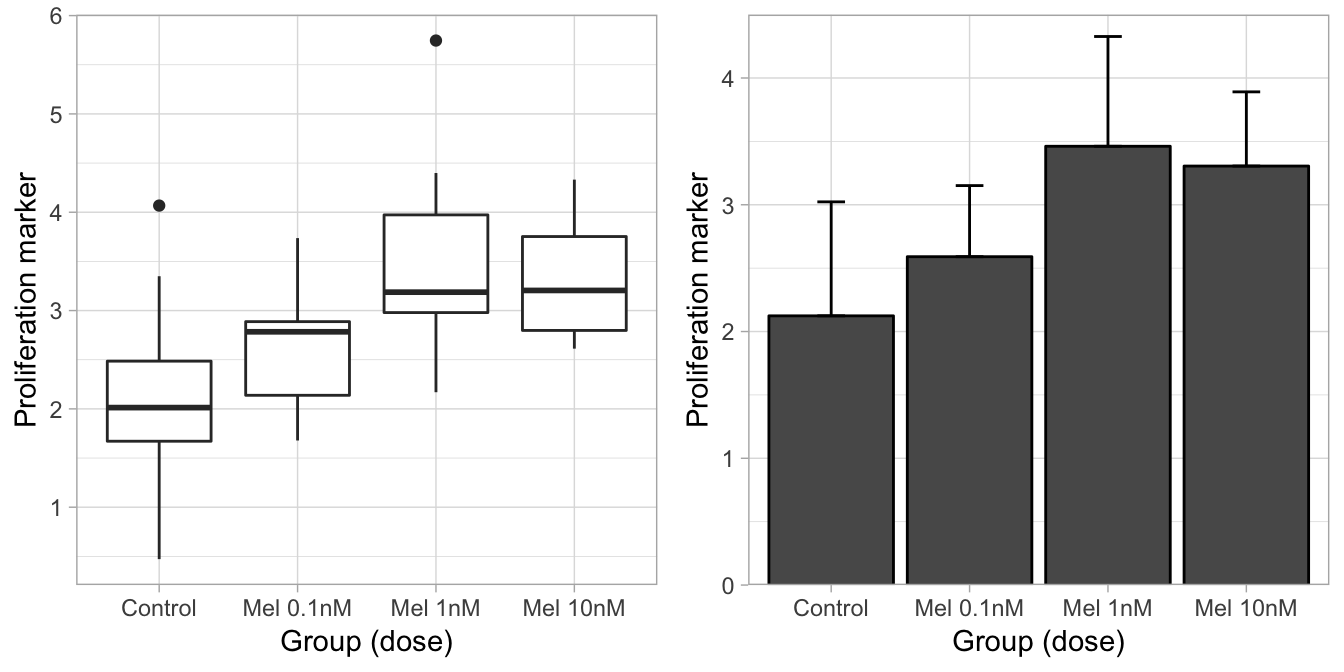 Proliferation marker
6
5
4
3
2
1
Control Mel 0.1nM Mel 1nM Mel 10nM
Group (dose)
Proliferation marker
4
3
2
1
0
Control Mel 0.1nM Mel 1nM Mel 10nM
Group (dose)